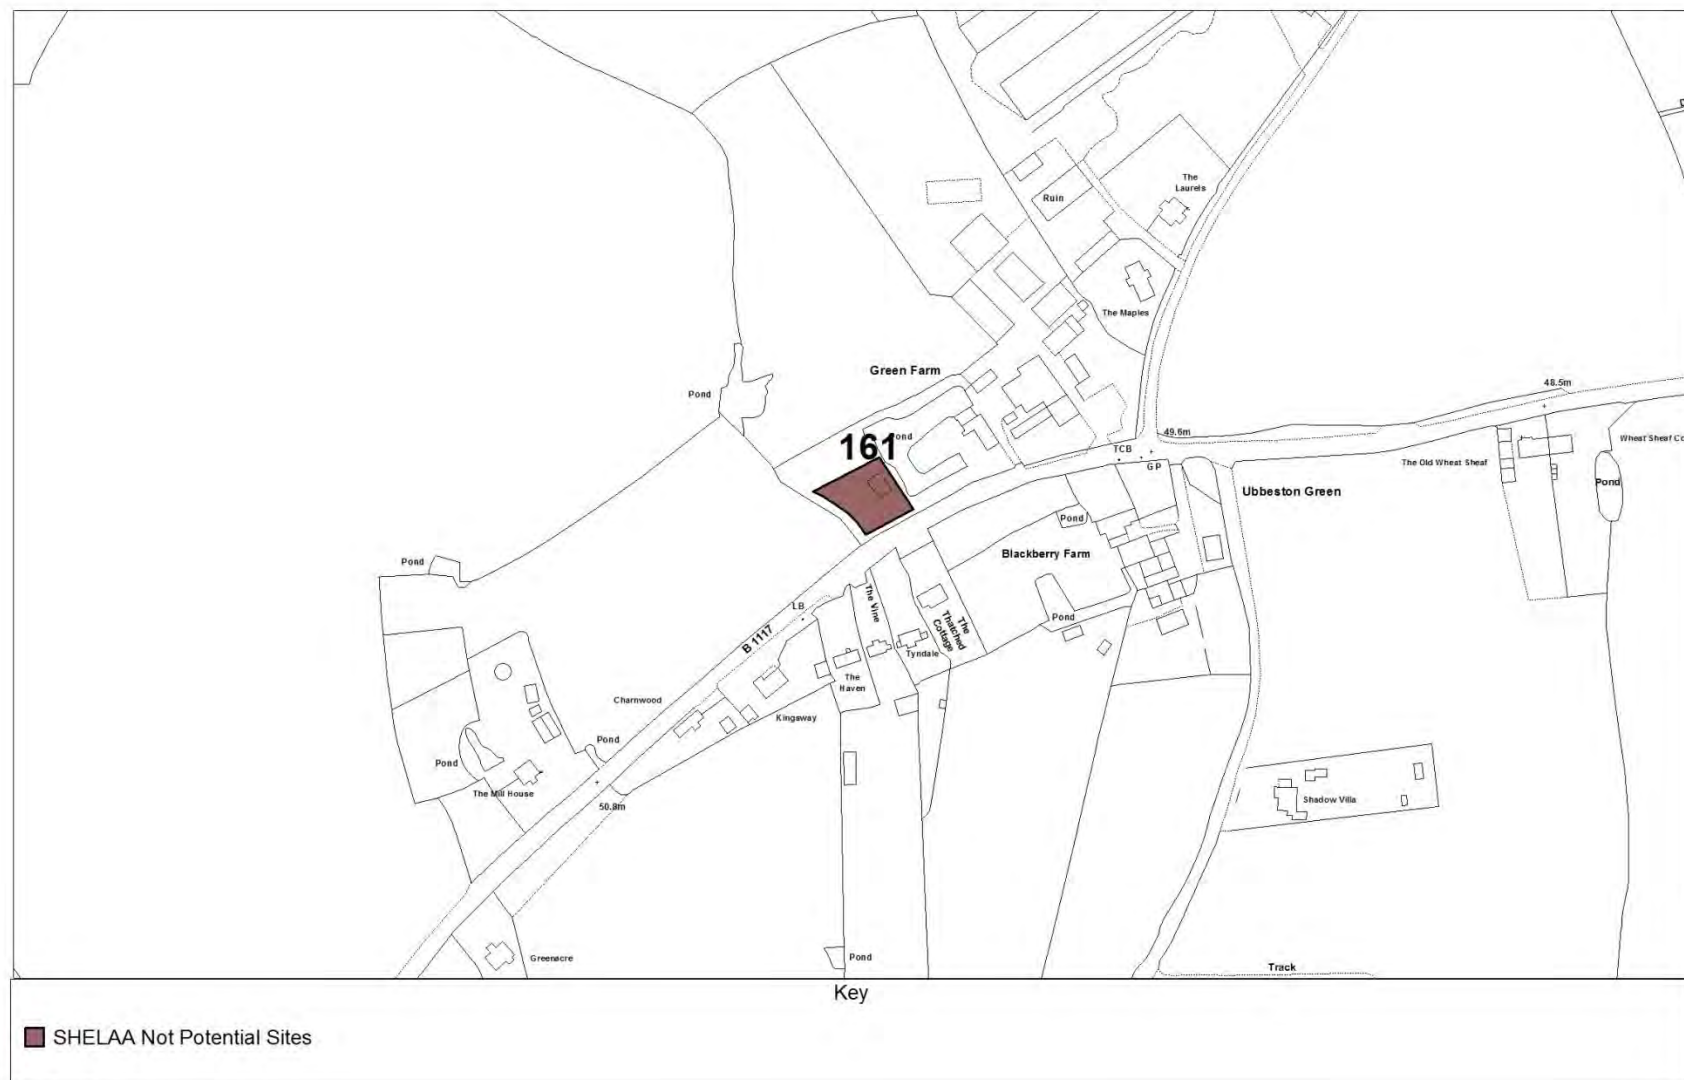 The
Laurels
Ruin
The Maples
Green Farm
48.5m
Pond
161
Pond
49.6m
TCB
GP
Wheat Sheaf Co
The Old Wheat Sheaf
Pond
Ubbeston Green
Pond
Blackberry Farm
Pond
LB
The Vine
The
Thatched
Cottage
Pond
B 1117
Tyndale
The
Haven
Charnwood
Kingsway
Pond
Pond
The Mill House
50.8m
Shadow Villa
Greenacre
Pond
Track
Key
SHELAA Not Potential Sites